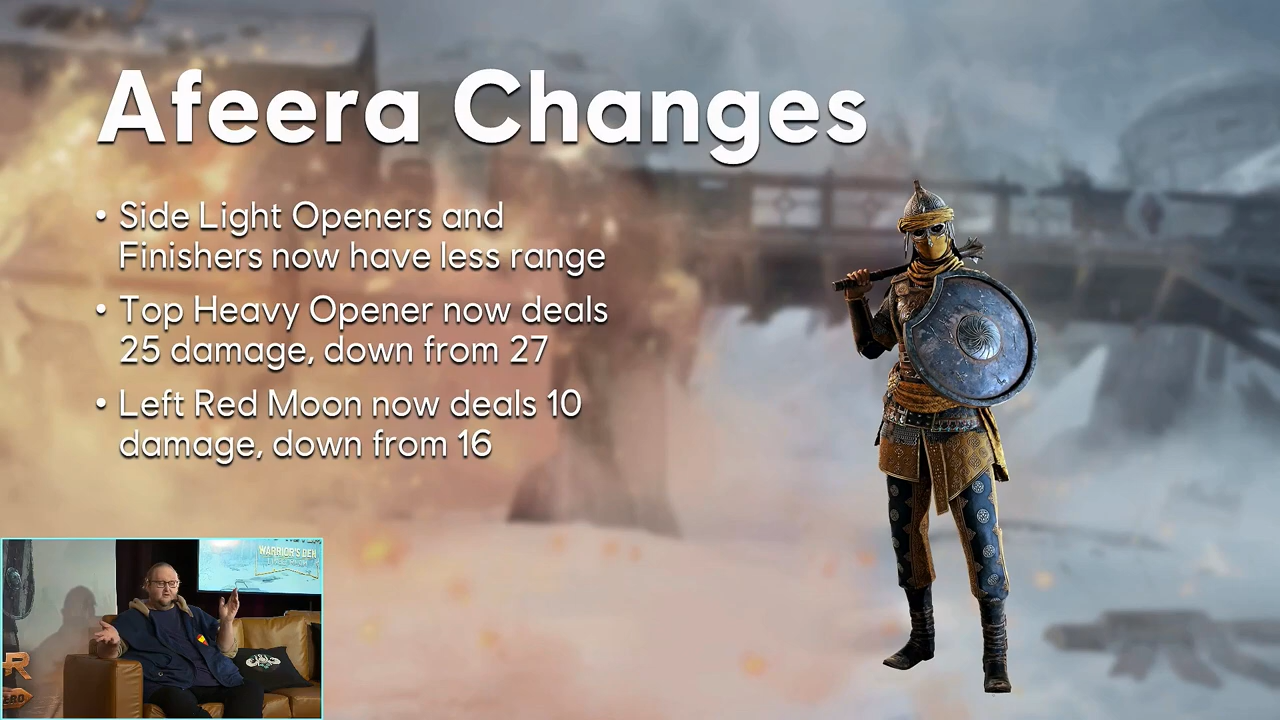 Afeera Changes
• Side Light Openers and
Finishers now have less range
• Top Heavy Opener now deals
25 damage, down from 27
• Left Red Moon now deals 10
damage, down from 16
WARRIOR'S DEN